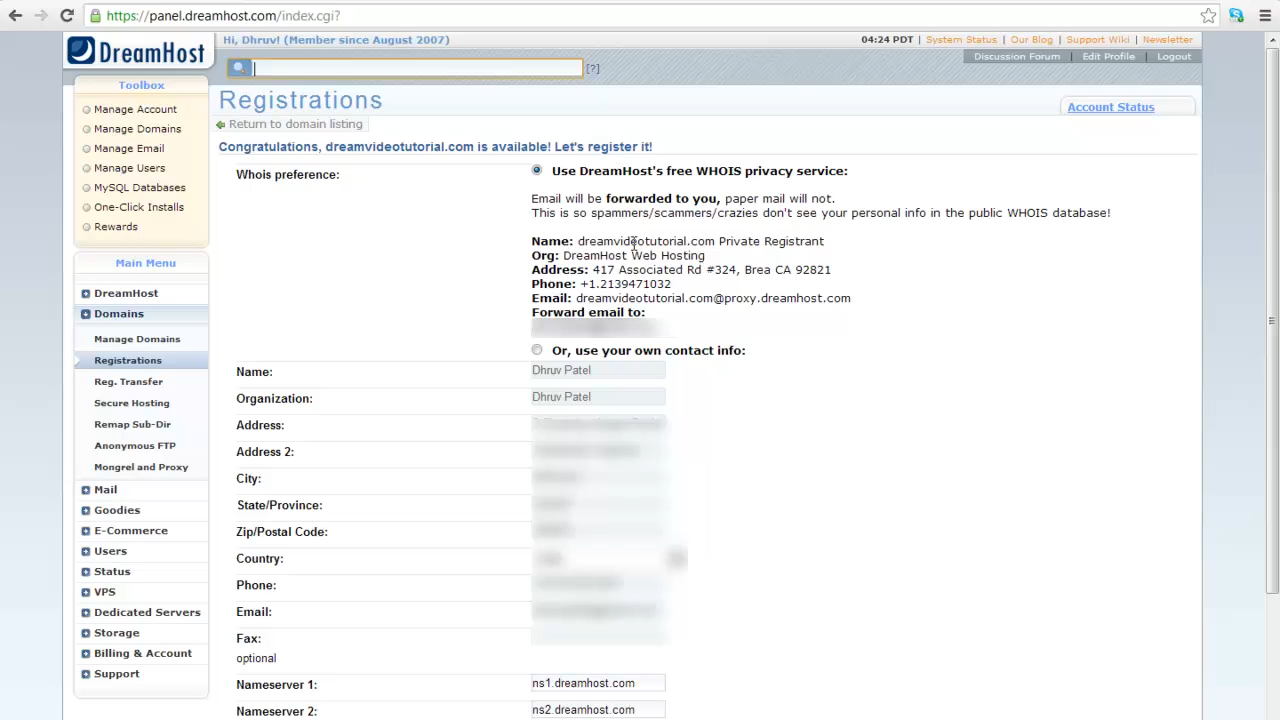 https://panel.dreamhost.com/index.cgi?
DreamHost
Hi, Dhruv! (Member since August 2007)
04:24 PDT | System Status | Our Blog | Support Wiki | Newsletter
[?]
Discussion Forum | Edit Profile | Logout
Toolbox
Manage Account
Manage Domains
Manage Email
Manage Users
MySQL Databases
One-Click Installs
Rewards
Main Menu
DreamHost
Domains
Manage Domains
Registrations
Reg. Transfer
Secure Hosting
Remap Sub-Dir
Anonymous FTP
Mongrel and Proxy
Mail
Goodies
E-Commerce
Users
Status
VPS
Dedicated Servers
Storage
Billing & Account
Support
Registrations
Account Status
Return to domain listing
Congratulations, dreamvideotutorial.com is available! Let's register it!
Whois preference:
Use DreamHost's free WHOIS privacy service:
Email will be forwarded to you, paper mail will not.
This is so spammers/scammers/crazies don't see your personal info in the public WHOIS database!
Name: dreamvideotutorial.com Private Registrant
Org: DreamHost Web Hosting
Address: 417 Associated Rd #324, Brea CA 92821
Phone: +1.2139471032
Email: dreamvideotutorial.com@proxy.dreamhost.com
Forward email to:
Or, use your own contact info:
Name: Dhruv Patel
Organization: Dhruv Patel
Address:
Address 2:
City:
State/Province:
Zip/Postal Code:
Country:
Phone:
Email:
Fax:
optional
Nameserver 1: ns1.dreamhost.com
Nameserver 2: ns2.dreamhost.com